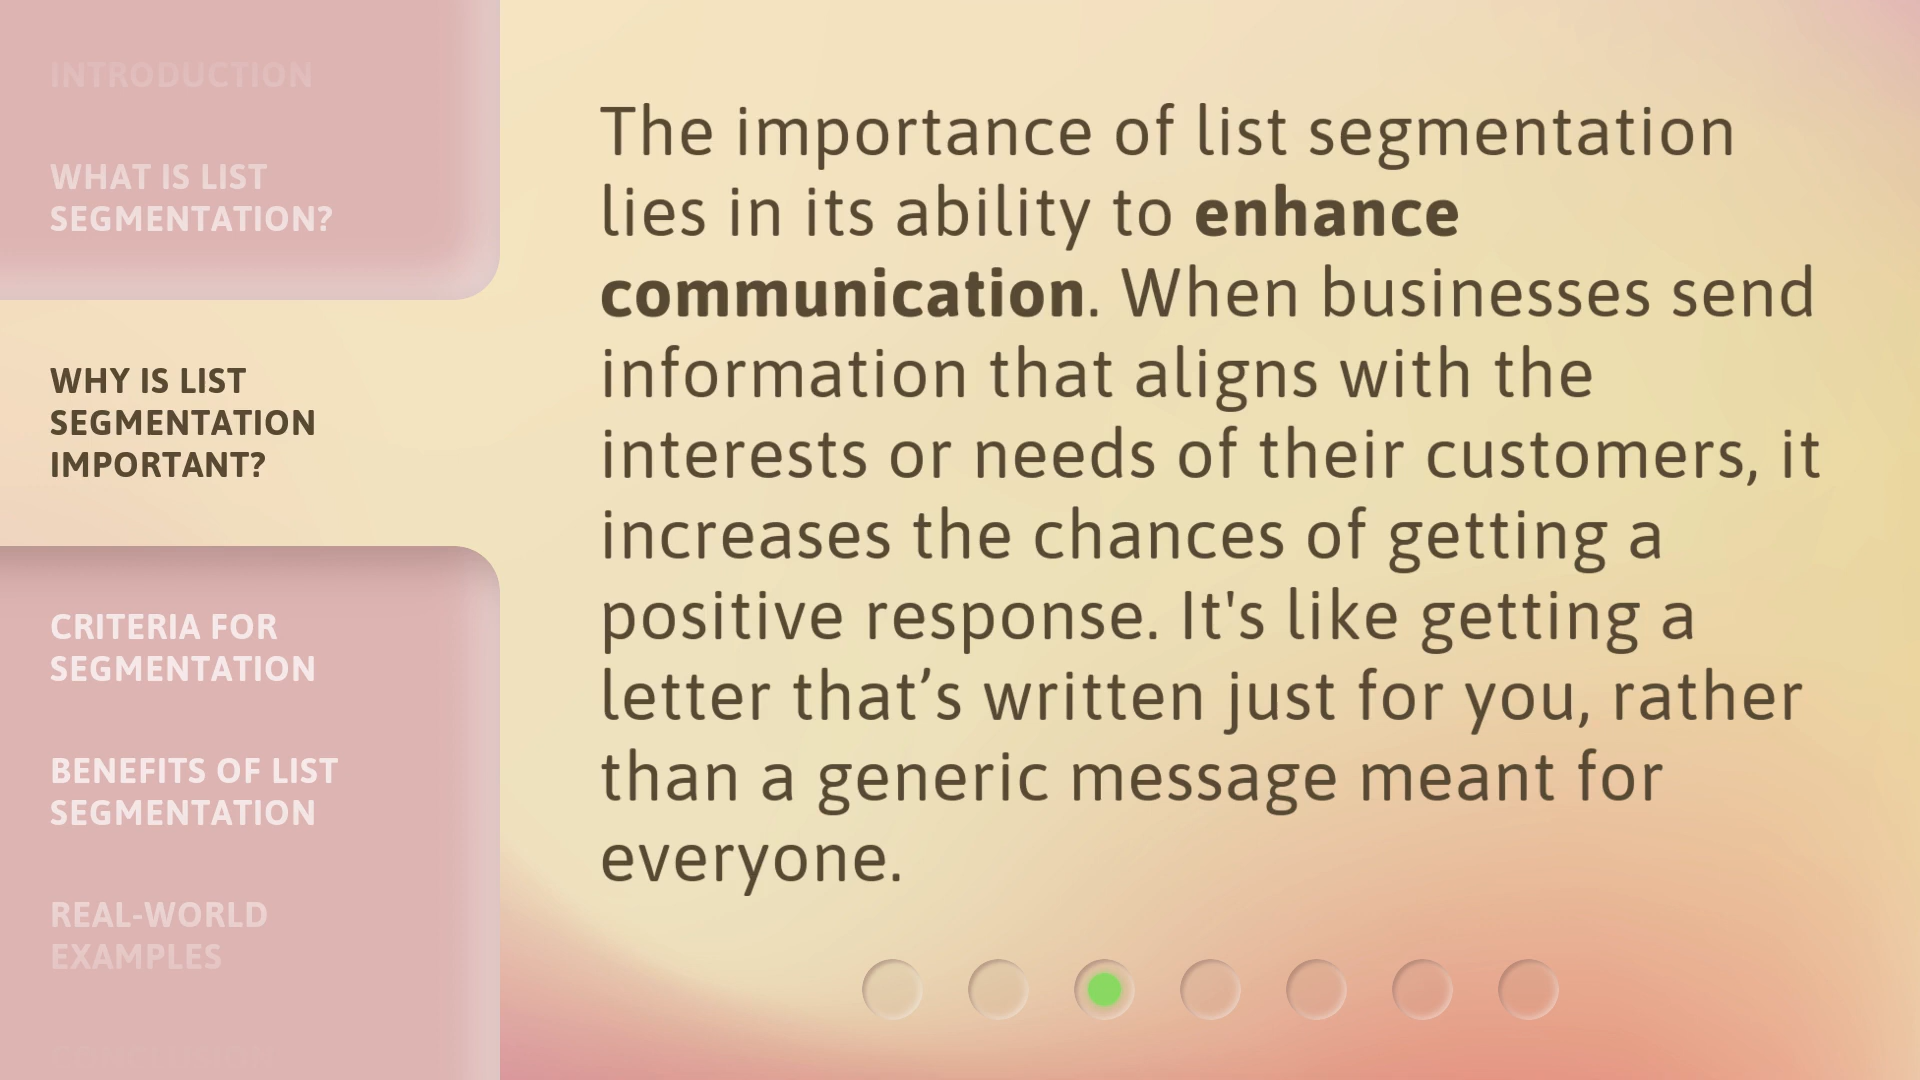 INTRODUCTION
WHAT IS LIST
SEGMENTATION?
WHY IS LIST
SEGMENTATION
IMPORTANT?
CRITERIA FOR
SEGMENTATION
BENEFITS OF LIST
SEGMENTATION
REAL-WORLD
EXAMPLES
CONCLUSION
The importance of list segmentation
lies in its ability to enhance
communication. When businesses send
information that aligns with the
interests or needs of their customers, it
increases the chances of getting a
positive response. It's like getting a
letter that’s written just for you, rather
than a generic message meant for
everyone.